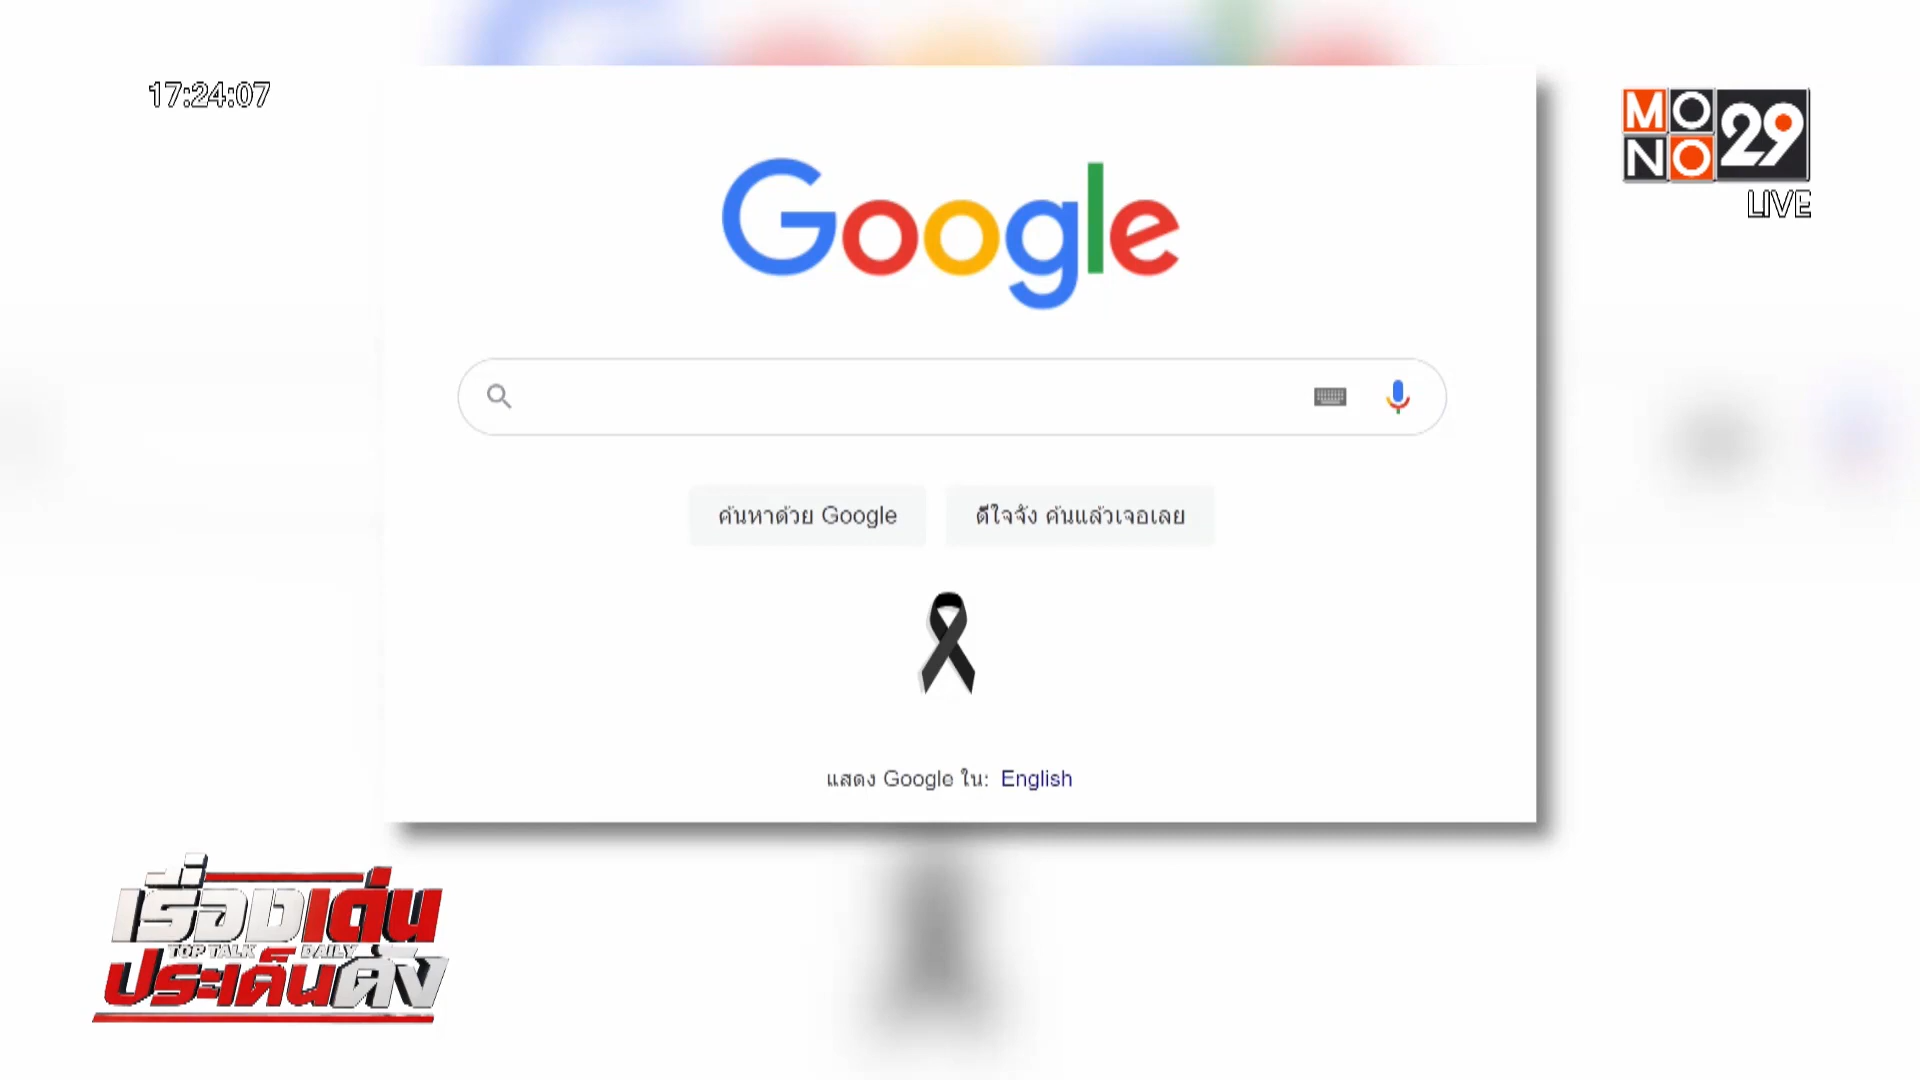 17:24:07
MONO 29
LIVE
Google
ค้นหาด้วย Google
ดีใจจัง ค้นแล้วเจอเลย
แสดง Google ใน: English
เรื่องเด่น
TOP TALK DAILY
ประเด็นดัง